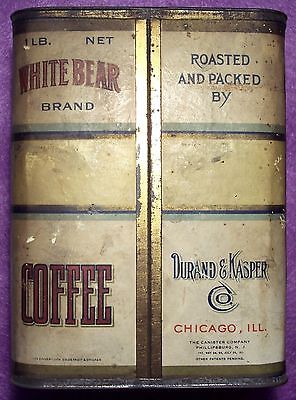 1 LB. NET
WHITE BEAR
BRAND
COFFEE
ROASTED
AND PACKED
BY
DURAND & KASPER
CO
CHICAGO, ILL.
THE CANISTER COMPANY
PHILLIPSBURG, N. J.
OTHER PATENTS PENDING.